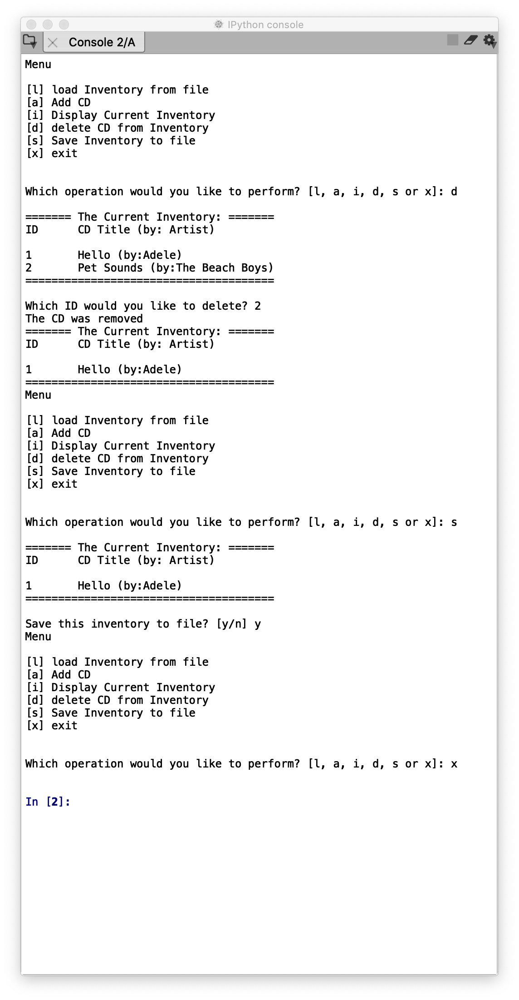 IPython console
Console 2/A
Menu
[l] load Inventory from file
[a] Add CD
[i] Display Current Inventory
[d] delete CD from Inventory
[s] Save Inventory to file
[x] exit
Which operation would you like to perform? [l, a, i, d, s or x]: d
======= The Current Inventory: =======
ID      CD Title (by: Artist)
1       Hello (by:Adele)
2       Pet Sounds (by:The Beach Boys)
======================================
Which ID would you like to delete? 2
The CD was removed
======= The Current Inventory: =======
ID      CD Title (by: Artist)
1       Hello (by:Adele)
======================================
Menu
[l] load Inventory from file
[a] Add CD
[i] Display Current Inventory
[d] delete CD from Inventory
[s] Save Inventory to file
[x] exit
Which operation would you like to perform? [l, a, i, d, s or x]: s
======= The Current Inventory: =======
ID      CD Title (by: Artist)
1       Hello (by:Adele)
======================================
Save this inventory to file? [y/n] y
Menu
[l] load Inventory from file
[a] Add CD
[i] Display Current Inventory
[d] delete CD from Inventory
[s] Save Inventory to file
[x] exit
Which operation would you like to perform? [l, a, i, d, s or x]: x
In [2]: